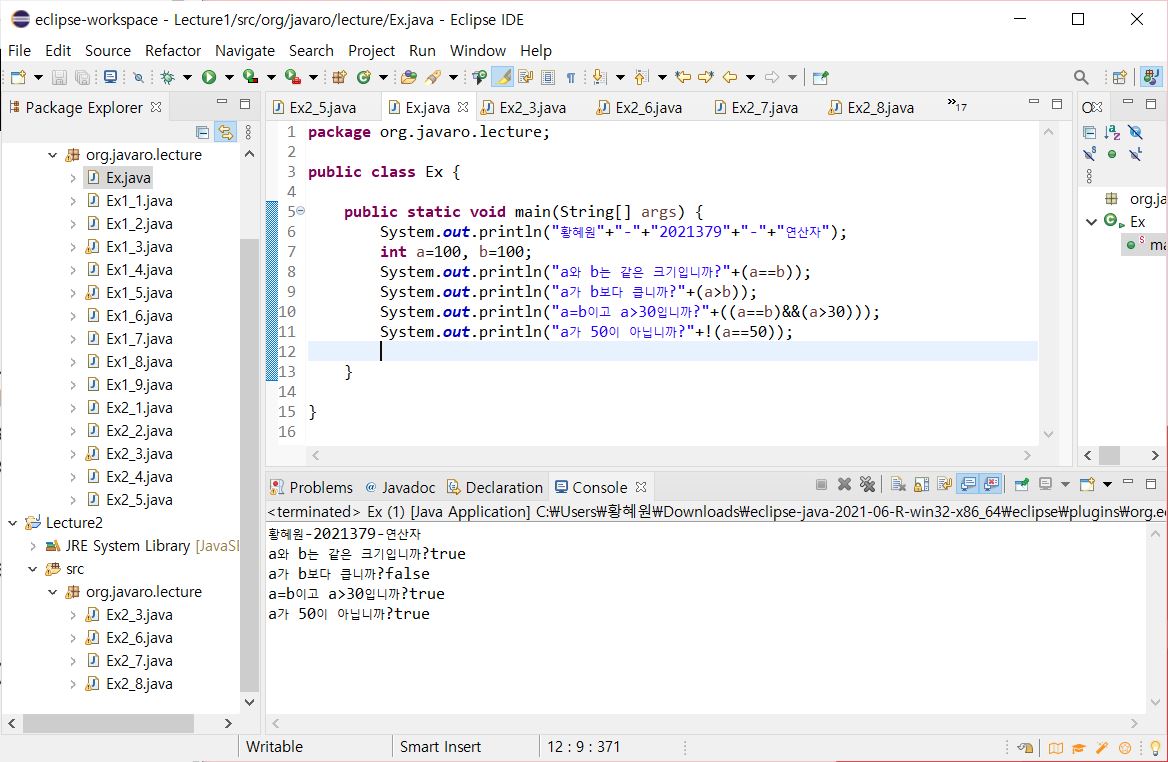 eclipse-workspace - Lecture1/src/org/javaro/lecture/Ex.java - Eclipse IDE
File Edit Source Refactor Navigate Search Project Run Window Help
Package Explorer
org.javaro.lecture
Ex.java
Ex1_1.java
Ex1_2.java
Ex1_3.java
Ex1_4.java
Ex1_5.java
Ex1_6.java
Ex1_7.java
Ex1_8.java
Ex1_9.java
Ex2_1.java
Ex2_2.java
Ex2_3.java
Ex2_4.java
Ex2_5.java
Lecture2
JRE System Library [JavaSE
src
org.javaro.lecture
Ex2_3.java
Ex2_6.java
Ex2_7.java
Ex2_8.java
Ex2_5.java Ex.java Ex2_3.java Ex2_6.java Ex2_7.java Ex2_8.java »17
1 package org.javaro.lecture;
2
3 public class Ex {
4
5 public static void main(String[] args) {
6 System.out.println("황혜원"+"-"+"2021379"+"-"+"연산자");
7 int a=100, b=100;
8 System.out.println("a와 b는 같은 크기입니까?"+(a==b));
9 System.out.println("a가 b보다 큽니까?"+(a>b));
10 System.out.println("a=b이고 a>30입니까?"+((a==b)&&(a>30)));
11 System.out.println("a가 50이 아닙니까?"+!(a==50));
12
13 }
14
15 }
16
org.ja
Ex
ma
Problems @ Javadoc Declaration Console
<terminated> Ex (1) [Java Application] C:₩Users₩황혜원₩Downloads₩eclipse-java-2021-06-R-win32-x86_64₩eclipse₩plugins₩org.e
황혜원-2021379-연산자
a와 b는 같은 크기입니까?true
a가 b보다 큽니까?false
a=b이고 a>30입니까?true
a가 50이 아닙니까?true
Writable Smart Insert 12 : 9 : 371